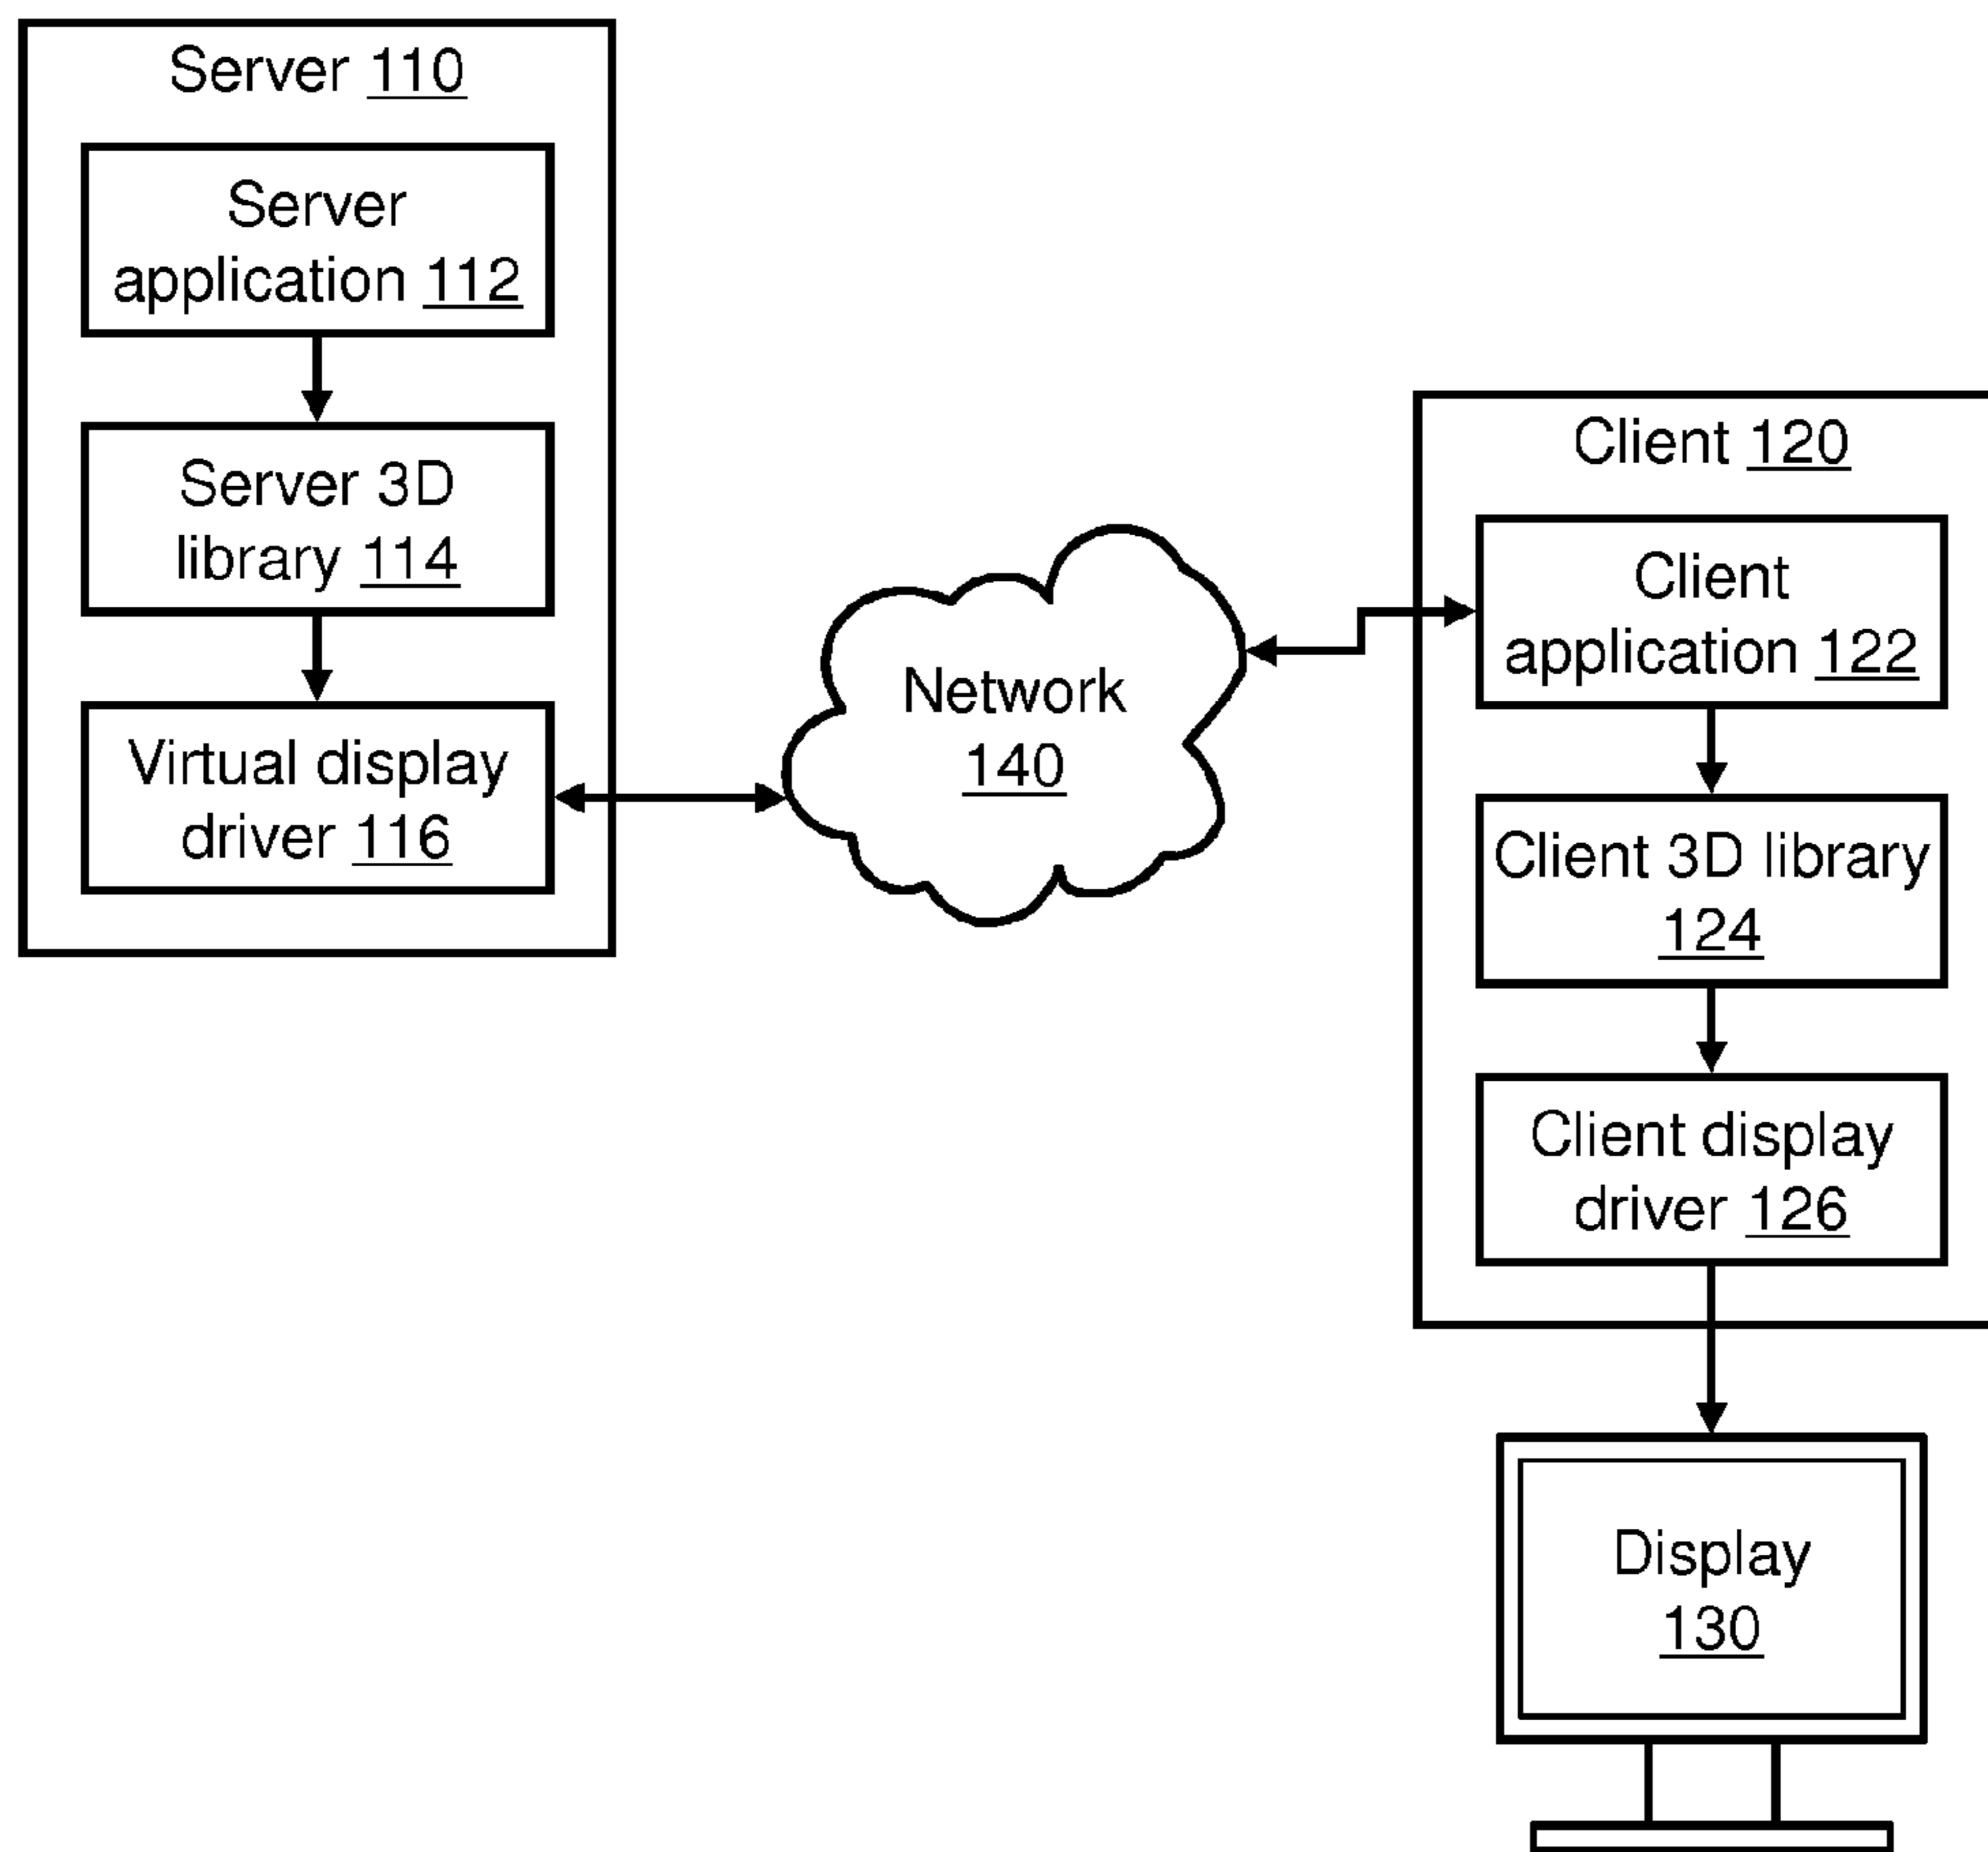 Server 110
Server
application 112
Server 3D
library 114
Virtual display
driver 116
Network
140
Client 120
Client
application 122
Client 3D library
124
Client display
driver 126
Display
130